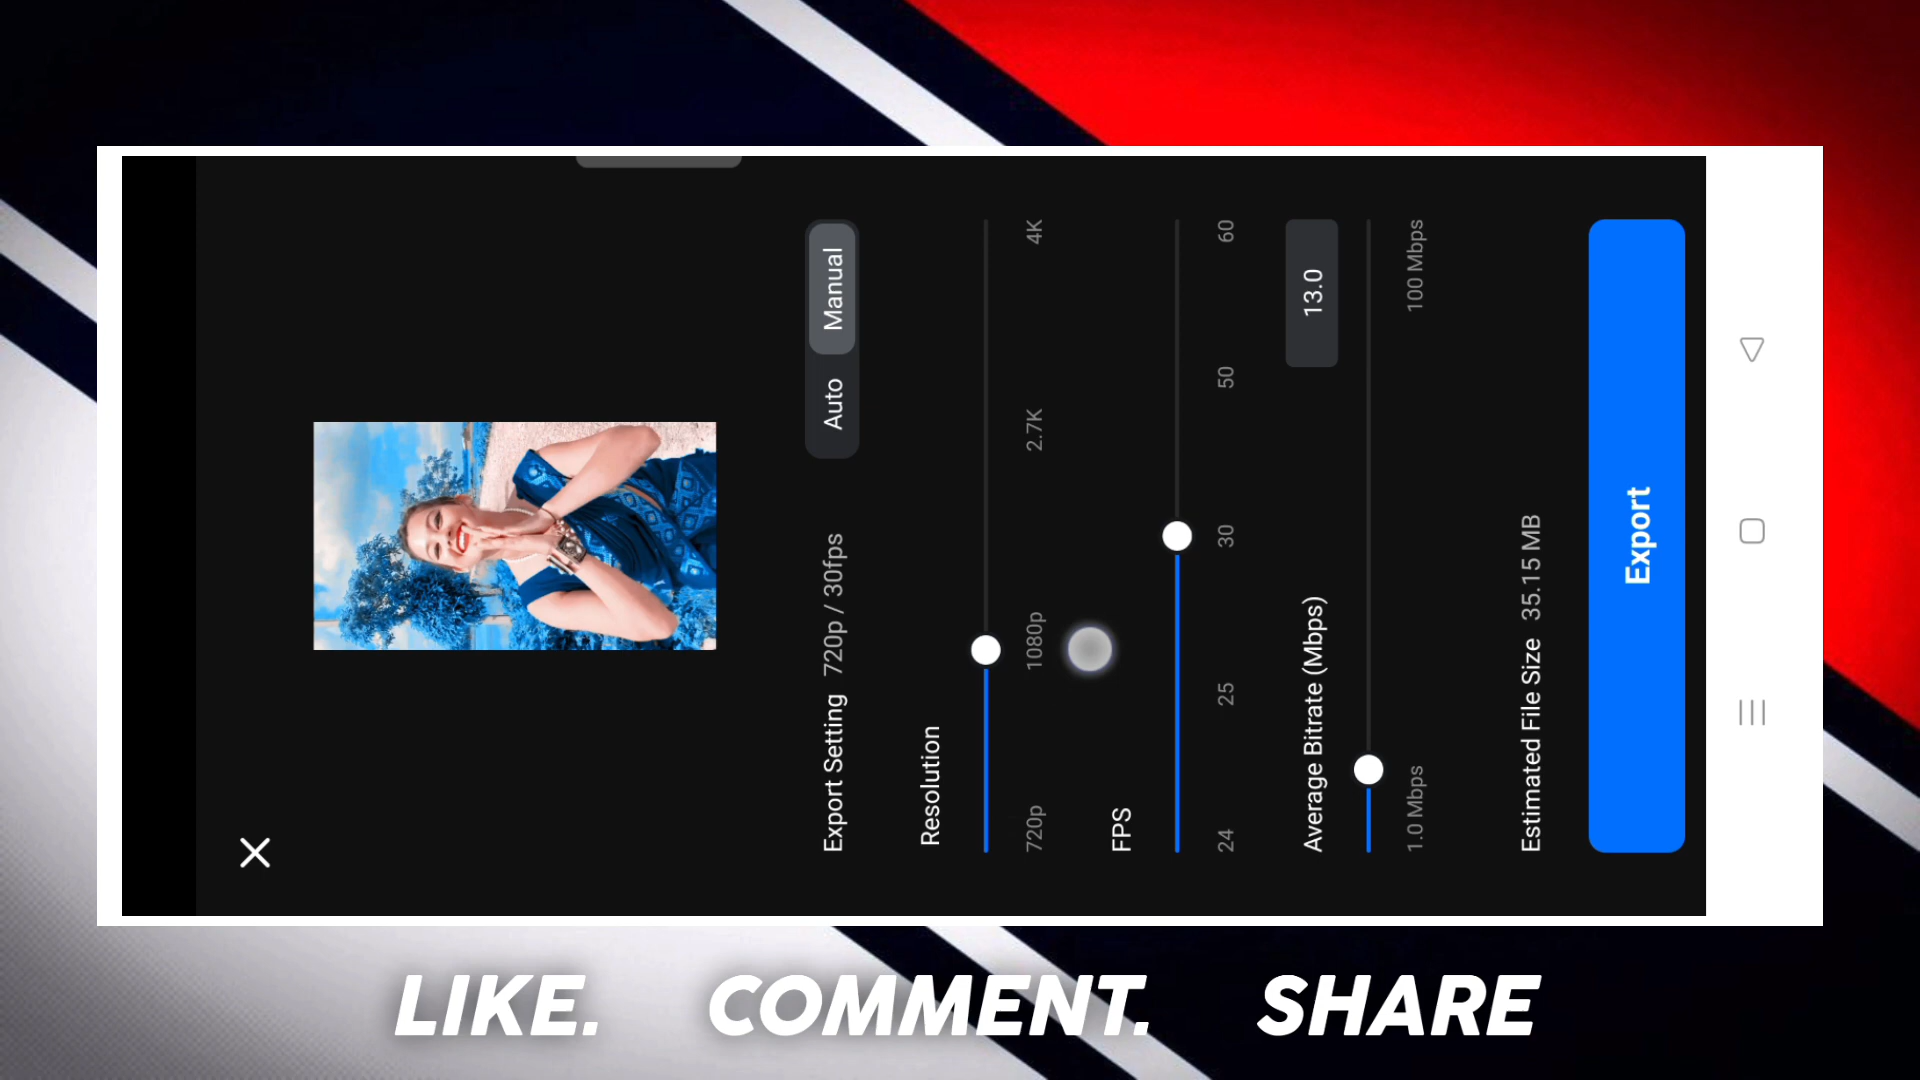 Export Setting 720p / 30fps
Auto Manual
Resolution
720p 1080p 2.7K 4K
FPS
24 25 30 50 60
Average Bitrate (Mbps) 13.0
1.0 Mbps 100 Mbps
Estimated File Size 35.15 MB
Export
LIKE. COMMENT. SHARE